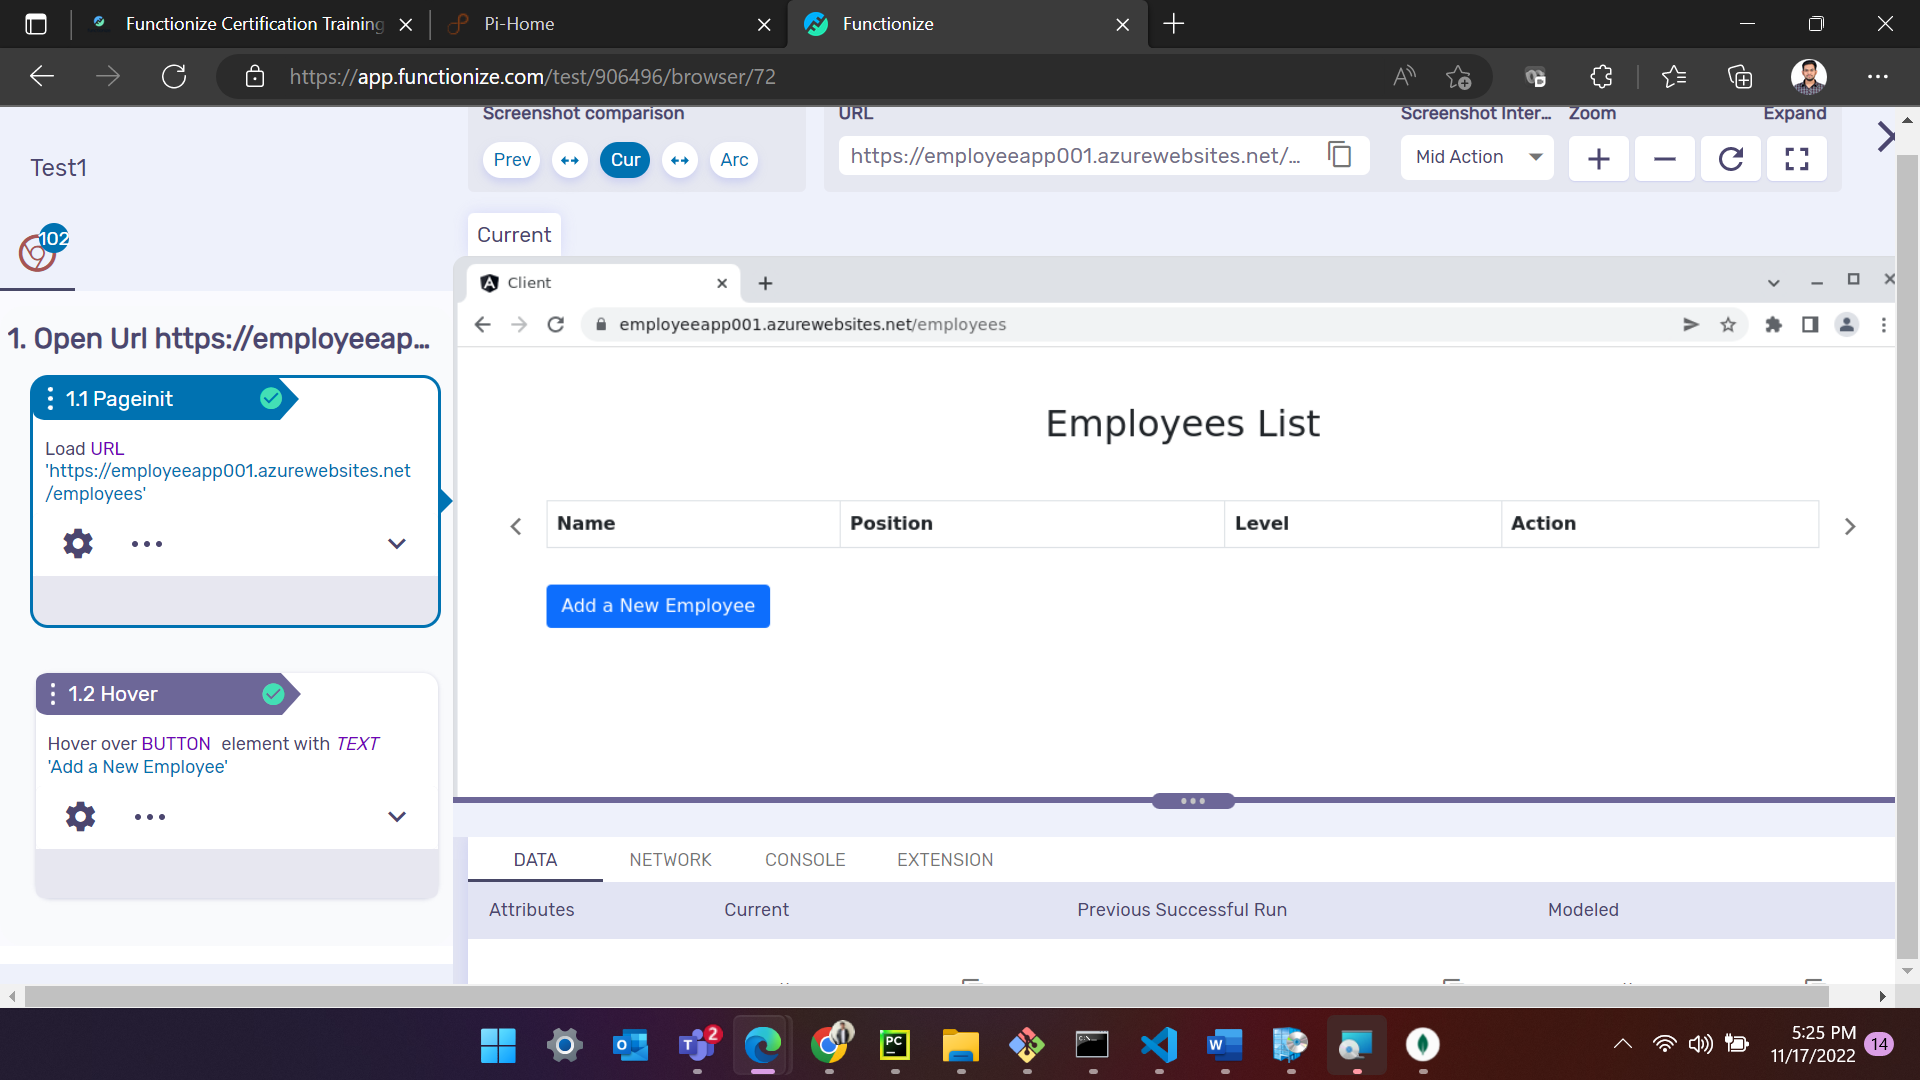 Functionize Certification Training
Pi-Home
Functionize
https://app.functionize.com/test/906496/browser/72
Screenshot comparison
URL
Screenshot Inter...
Zoom
Expand
Test1
Prev
Cur
Arc
https://employeeapp001.azurewebsites.net/...
Mid Action
102
Current
Client
employeeapp001.azurewebsites.net/employees
1. Open Url https://employeeap...
1.1 Pageinit
Load URL
'https://employeeapp001.azurewebsites.net
/employees'
Employees List
Name Position Level Action
Add a New Employee
1.2 Hover
Hover over BUTTON element with TEXT
'Add a New Employee'
DATA NETWORK CONSOLE EXTENSION
Attributes Current Previous Successful Run Modeled
2
PC
5:25 PM
11/17/2022
14